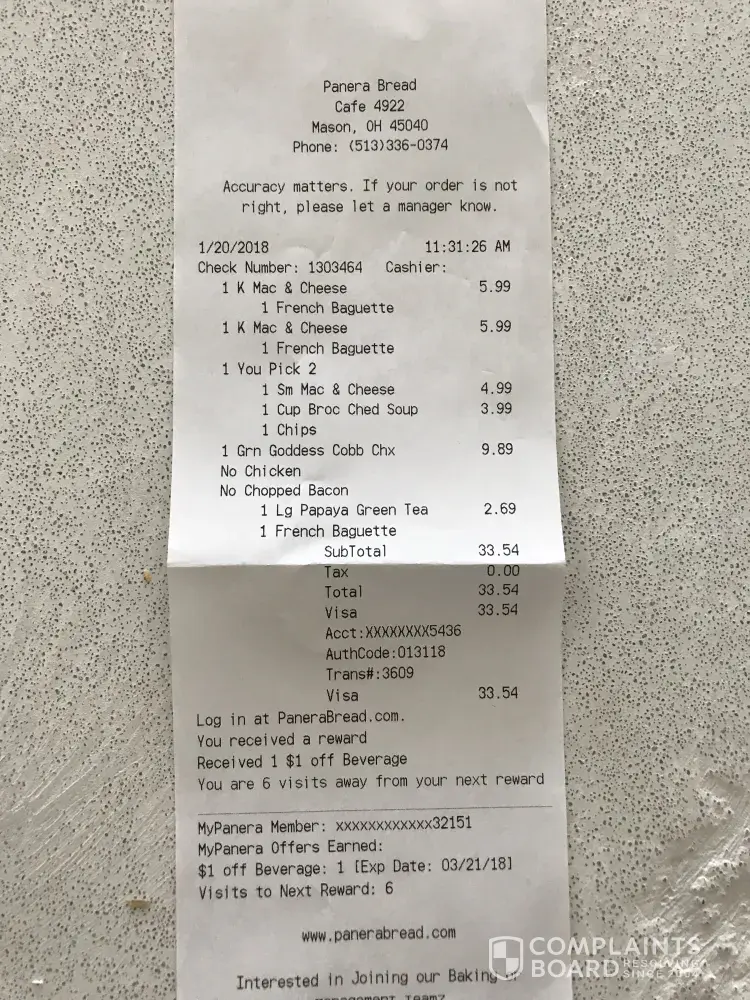 Panera Bread
Cafe 4922
Mason, OH 45040
Phone: (513)336-0374
Accuracy matters. If your order is not
right, please let a manager know.
1/20/2018 11:31:26 AM
Check Number: 1303464 Cashier:
1 K Mac & Cheese 5.99
1 French Baguette
1 K Mac & Cheese 5.99
1 French Baguette
1 You Pick 2
1 Sm Mac & Cheese 4.99
1 Cup Broc Ched Soup 3.99
1 Chips
1 Grn Goddess Cobb Chx 9.89
No Chicken
No Chopped Bacon
1 Lg Papaya Green Tea 2.69
1 French Baguette
SubTotal 33.54
Tax 0.00
Total 33.54
Visa 33.54
Acct:XXXXXXXX5436
AuthCode:013118
Trans#:3609
Visa 33.54
Log in at PaneraBread.com.
You received a reward
Received 1 $1 off Beverage
You are 6 visits away from your next reward
MyPanera Member: xxxxxxxxxxxx32151
MyPanera Offers Earned:
$1 off Beverage: 1 [Exp Date: 03/21/18]
Visits to Next Reward: 6
www.panerabread.com
Interested in Joining our Baking or
management team?
COMPLAINTS
BOARD RESOLVING
SINCE 2004